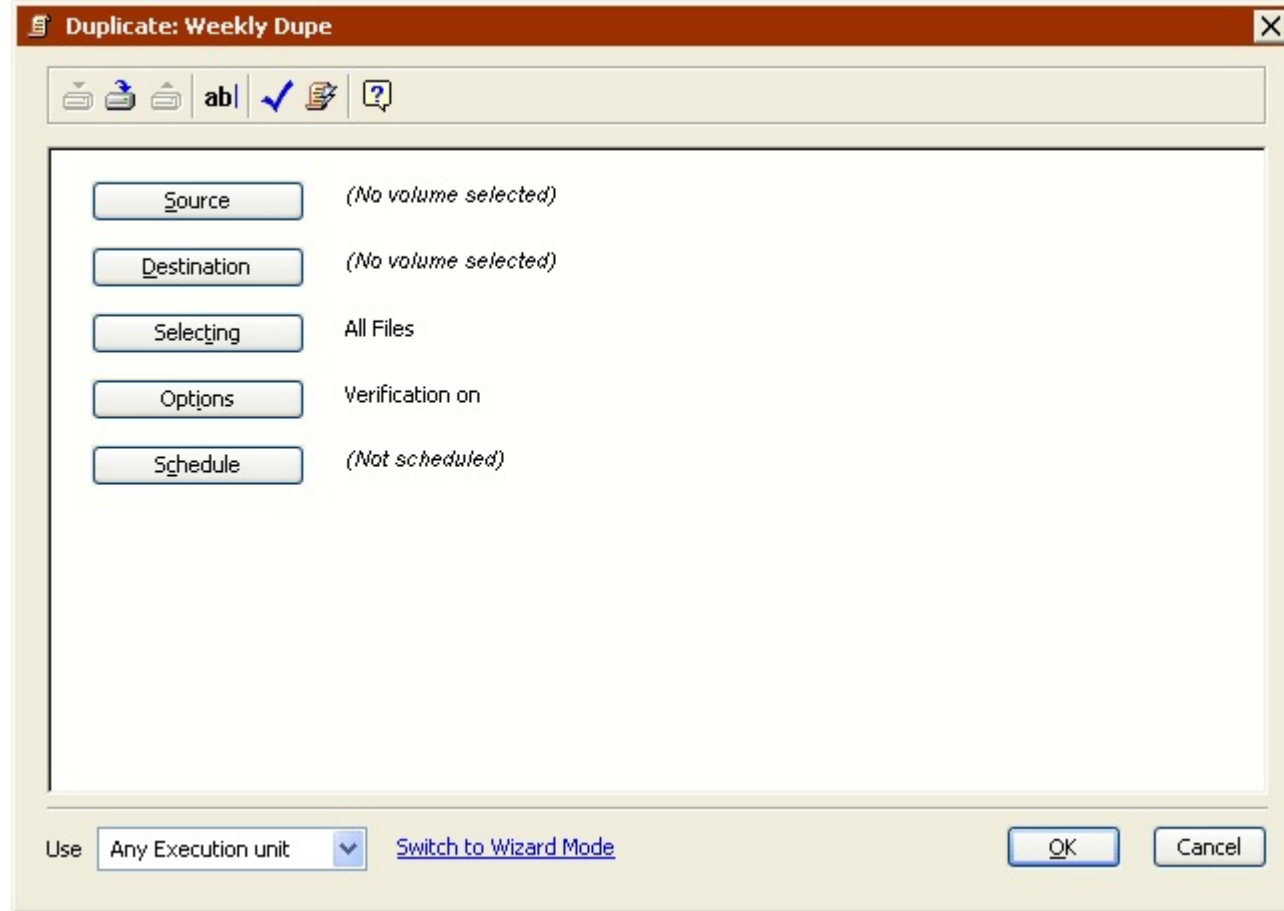 Duplicate: Weekly Dupe
ab|
Source (No volume selected)
Destination (No volume selected)
Selecting All Files
Options Verification on
Schedule (Not scheduled)
Use Any Execution unit Switch to Wizard Mode OK Cancel